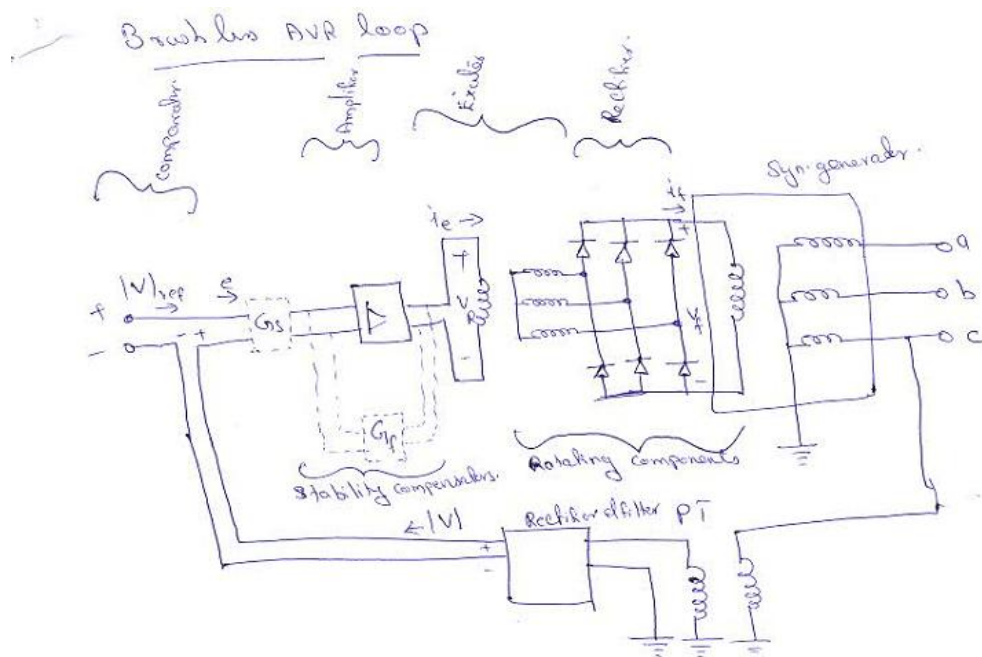 Brushless AVR loop
Comparator.
Amplifier
Exciter
Rectifier.
Syn. generator.
ie →
if →
+
a
|V|ref
e
+
Gs
+
V
b
- +
-
-
c
-
Gf
Stability compensators.
Rotating components
← |V|
Rectifier & filter
PT
+
-